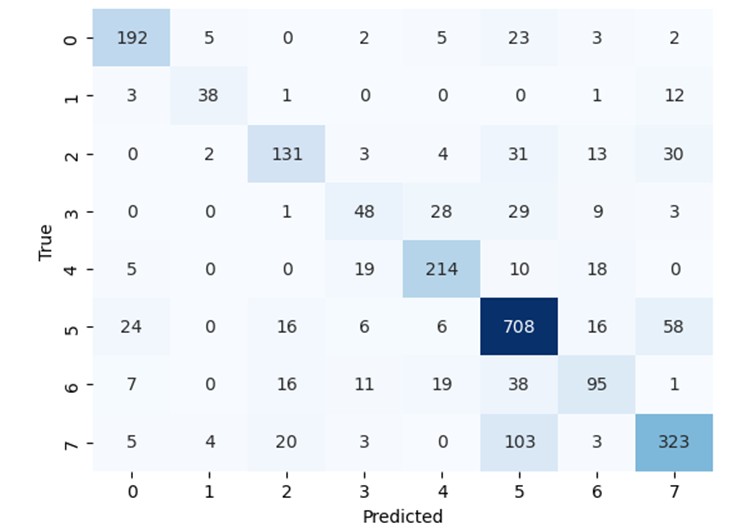 0 192 5 0 2 5 23 3 2
1 3 38 1 0 0 0 1 12
2 0 2 131 3 4 31 13 30
3 0 0 1 48 28 29 9 3
True
4 5 0 0 19 214 10 18 0
5 24 0 16 6 6 708 16 58
6 7 0 16 11 19 38 95 1
7 5 4 20 3 0 103 3 323
0 1 2 3 4 5 6 7
Predicted